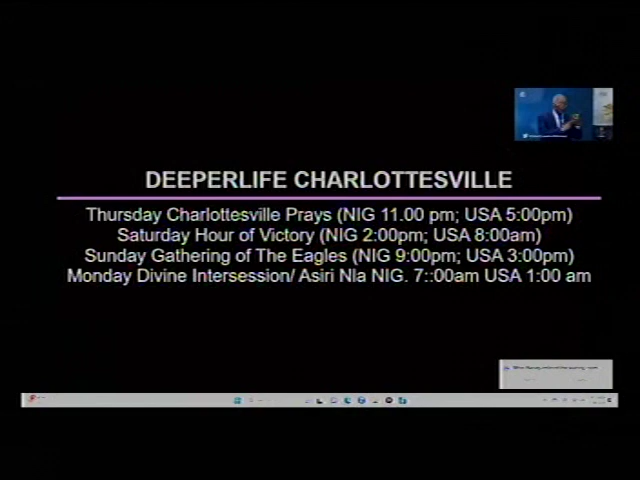 DEEPERLIFE CHARLOTTESVILLE
Thursday Charlottesville Prays (NIG 11.00 pm; USA 5:00pm)
Saturday Hour of Victory (NIG 2:00pm; USA 8:00am)
Sunday Gathering of The Eagles (NIG 9:00pm; USA 3:00pm)
Monday Divine Intersession/ Asiri Nla NIG. 7::00am USA 1:00 am